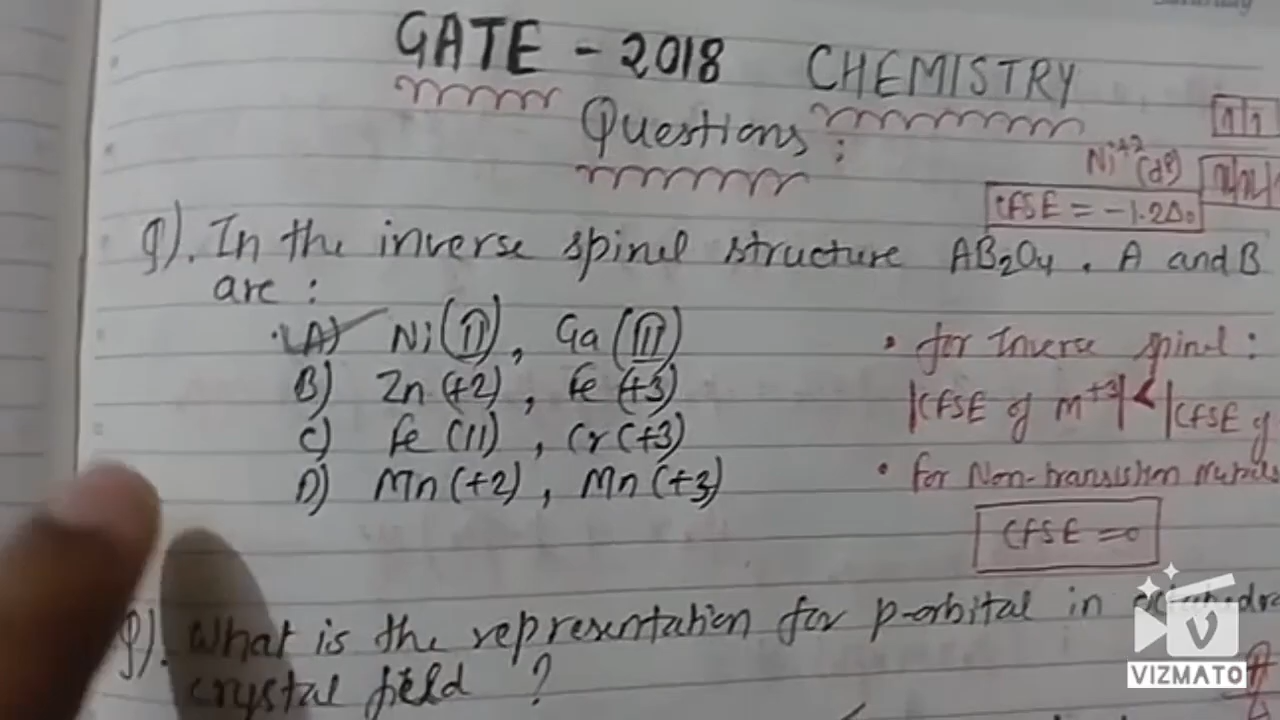 GATE - 2018 CHEMISTRY
Questions :
Ni+2 (d8)
CFSE = -1.2Δo
Q). In the inverse spinel structure AB2O4. A and B
are :
(A) Ni(II), Ga(III)
B) Zn(+2), Fe(+3)
C) Fe(II), Cr(+3)
D) Mn(+2), Mn(+3)
• for Inverse spinel :
|CFSE of M+3| < |CFSE of
• for Non-transition metals
CFSE = 0
Q). What is the representation for p-orbital in octahedra
crystal field ?
VIZMATO